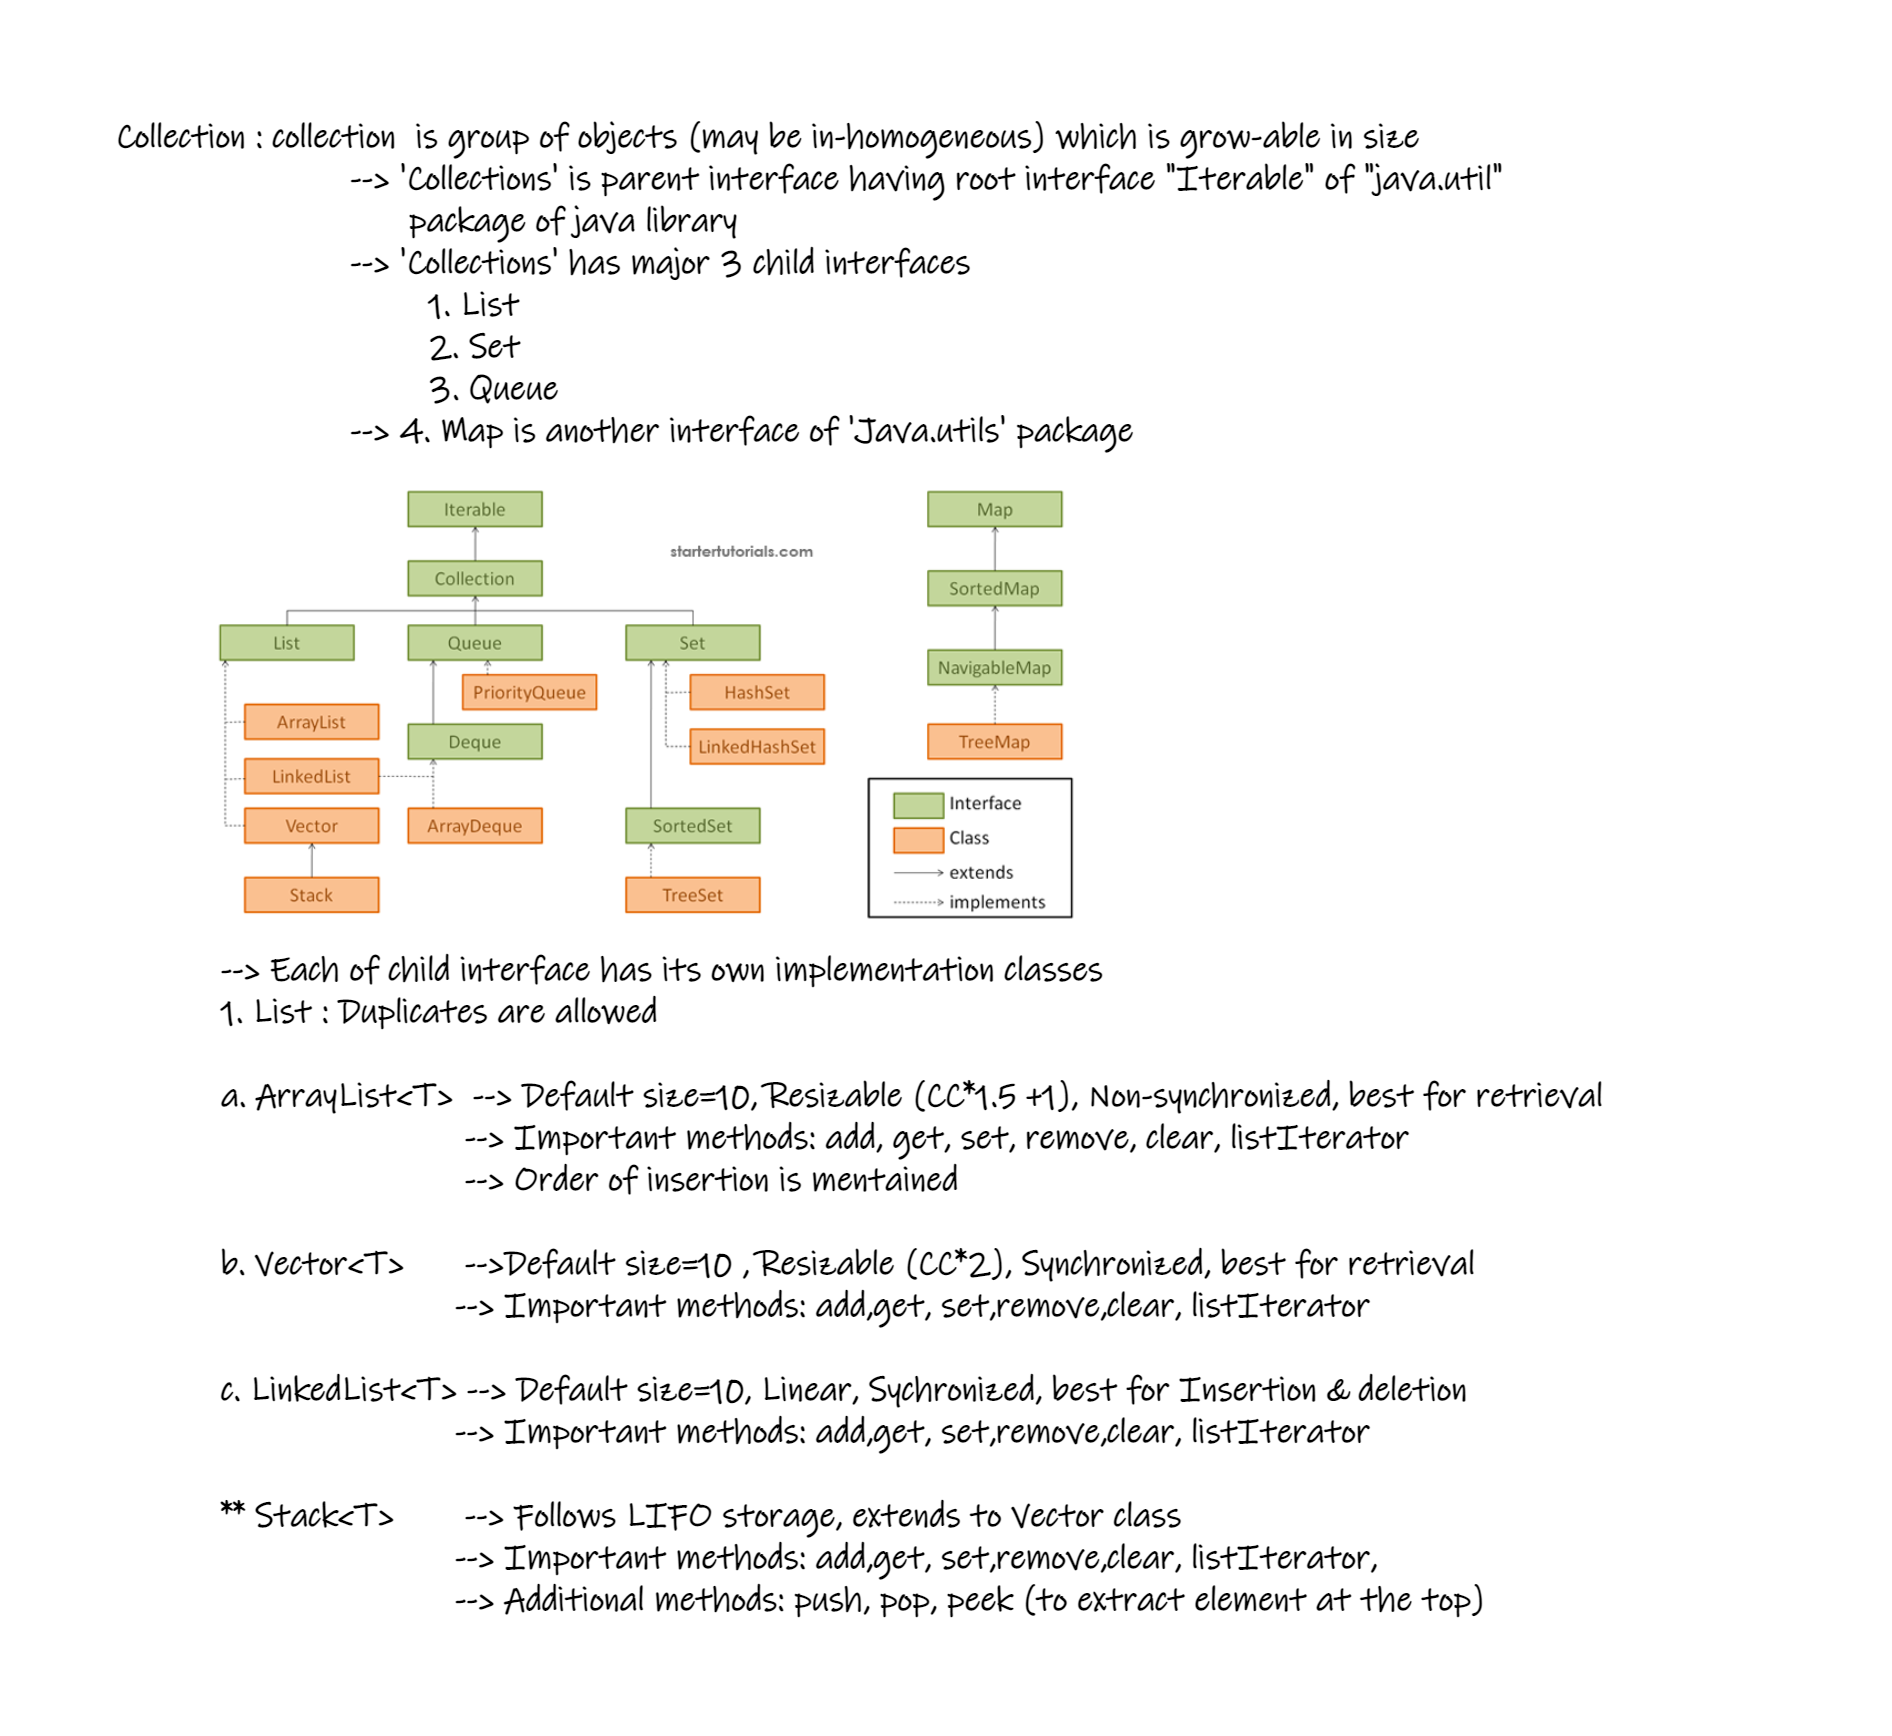 Collection : collection  is group of objects (may be in-homogeneous) which is grow-able in size
--> 'Collections' is parent interface having root interface "Iterable" of "java.util"
package of java library
--> 'Collections' has major 3 child interfaces
1. List
2. Set
3. Queue
--> 4. Map is another interface of 'Java.utils' package
Iterable
Map
startertutorials.com
Collection
SortedMap
List
Queue
Set
NavigableMap
PriorityQueue
HashSet
ArrayList
Deque
LinkedHashSet
TreeMap
LinkedList
Interface
Vector
ArrayDeque
SortedSet
Class
extends
Stack
TreeSet
implements
--> Each of child interface has its own implementation classes
1. List : Duplicates are allowed
a. ArrayList<T> --> Default size=10, Resizable (CC*1.5 +1), Non-synchronized, best for retrieval
--> Important methods: add, get, set, remove, clear, listIterator
--> Order of insertion is mentained
b. Vector<T> -->Default size=10 , Resizable (CC*2), Synchronized, best for retrieval
--> Important methods: add,get, set,remove,clear, listIterator
c. LinkedList<T> --> Default size=10, Linear, Sychronized, best for Insertion & deletion
--> Important methods: add,get, set,remove,clear, listIterator
** Stack<T> --> Follows LIFO storage, extends to Vector class
--> Important methods: add,get, set,remove,clear, listIterator,
--> Additional methods: push, pop, peek (to extract element at the top)